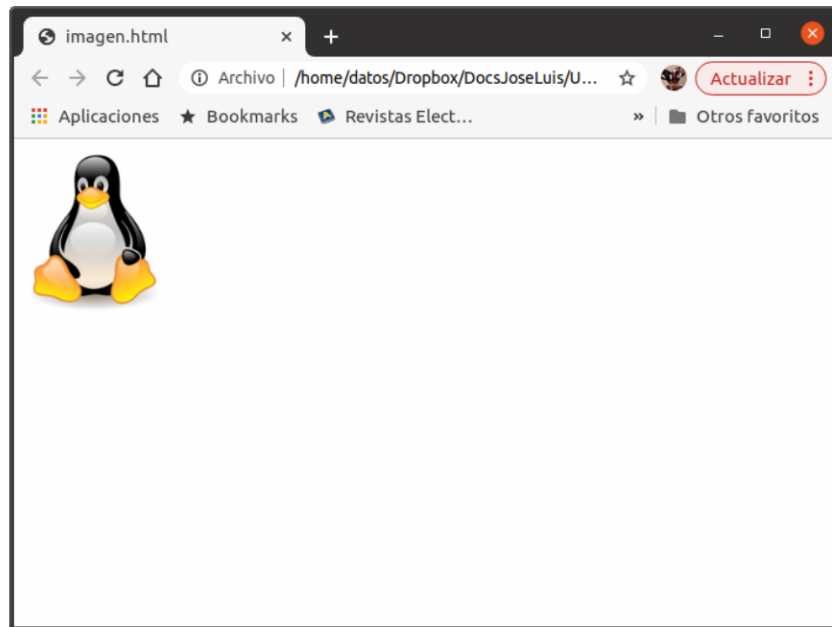 imagen.html
Archivo | /home/datos/Dropbox/DocsJoseLuis/U... Actualizar
Aplicaciones Bookmarks Revistas Elect... » Otros favoritos